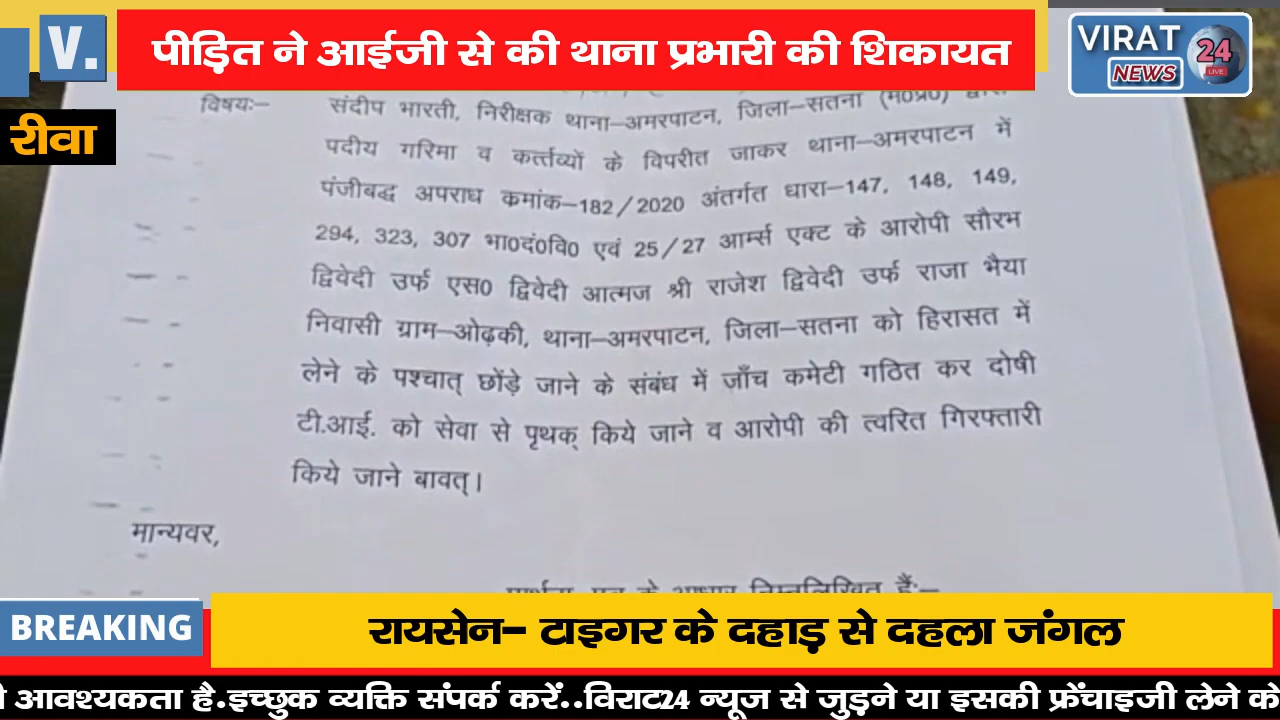 V.
पीड़ित ने आईजी से की थाना प्रभारी की शिकायत
VIRAT
24
LIVE
NEWS
रीवा
विषयः–
संदीप भारती, निरीक्षक थाना–अमरपाटन, जिला–सतना (म0प्र0)
पदीय गरिमा व कर्त्तव्यों के विपरीत जाकर थाना–अमरपाटन में
पंजीबद्ध अपराध कमांक–182/2020 अंतर्गत धारा–147, 148, 149,
294, 323, 307 भा0दं0वि0 एवं 25/27 आर्म्स एक्ट के आरोपी सौरभ
द्विवेदी उर्फ एस0 द्विवेदी आत्मज श्री राजेश द्विवेदी उर्फ राजा भैया
निवासी ग्राम–ओढ़की, थाना–अमरपाटन, जिला–सतना को हिरासत में
लेने के पश्चात् छोंड़े जाने के संबंध में जाँच कमेटी गठित कर दोषी
टी.आई. को सेवा से पृथक् किये जाने व आरोपी की त्वरित गिरफ्तारी
किये जाने बावत्।
मान्यवर,
BREAKING
रायसेन– टाइगर के दहाड़ से दहला जंगल
आवश्यकता है.इच्छुक व्यक्ति संपर्क करें..विराट24 न्यूज से जुड़ने या इसकी फ्रेंचाइजी लेने को